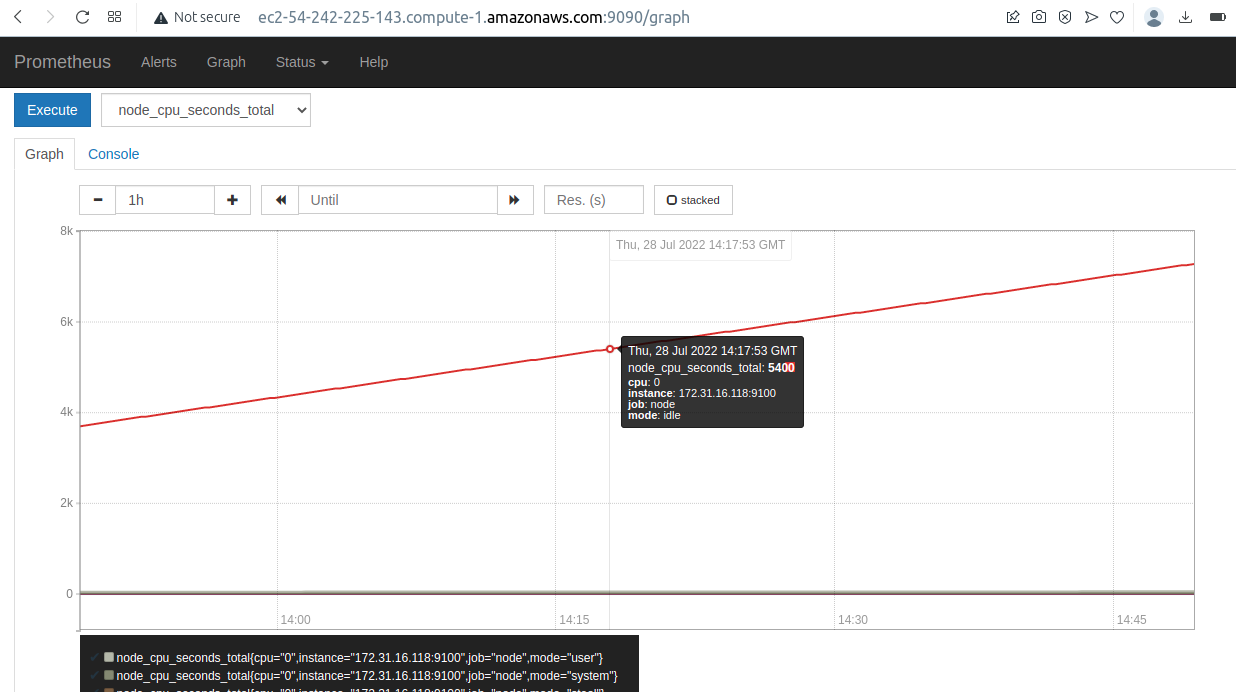 Not secure ec2-54-242-225-143.compute-1.amazonaws.com:9090/graph
Prometheus Alerts Graph Status Help
Execute node_cpu_seconds_total
Graph Console
1h Until Res. (s) stacked
8k
Thu, 28 Jul 2022 14:17:53 GMT
6k
Thu, 28 Jul 2022 14:17:53 GMT
node_cpu_seconds_total: 5400
cpu: 0
instance: 172.31.16.118:9100
job: node
mode: idle
4k
2k
0
14:00 14:15 14:30 14:45
✔ node_cpu_seconds_total{cpu="0",instance="172.31.16.118:9100",job="node",mode="user"}
✔ node_cpu_seconds_total{cpu="0",instance="172.31.16.118:9100",job="node",mode="system"}